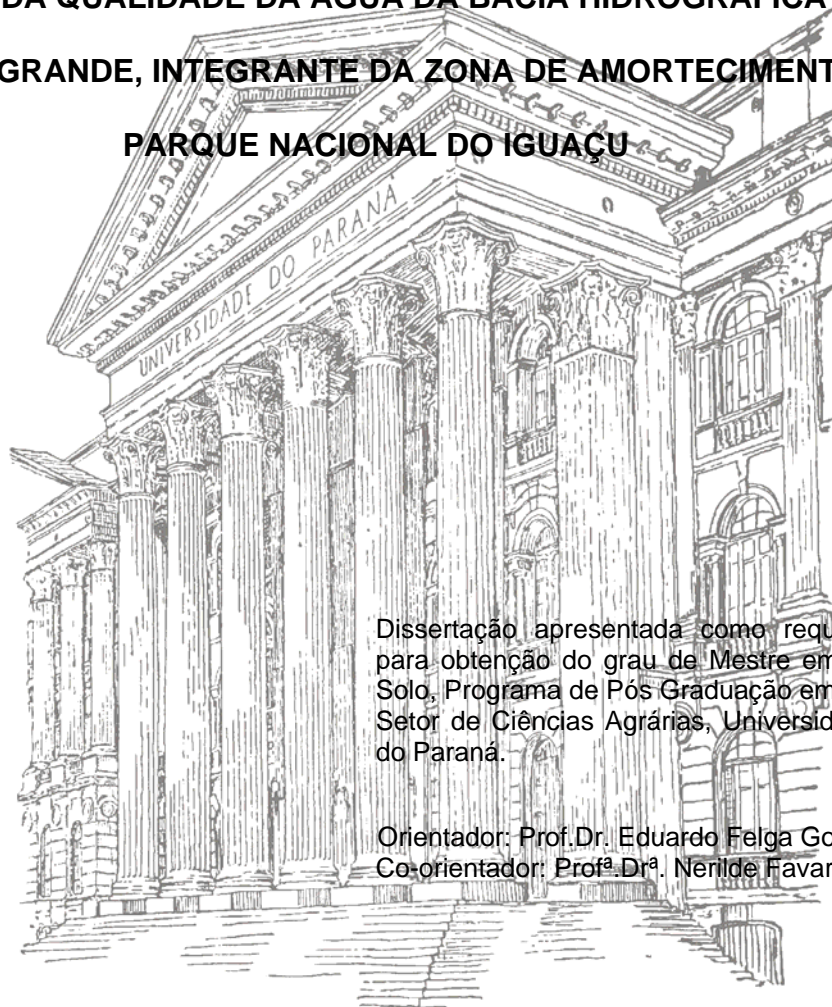 DA QUALIDADE DA ÁGUA DA BACIA HIDROGRÁFICA
GRANDE, INTEGRANTE DA ZONA DE AMORTECIMENT
PARQUE NACIONAL DO IGUAÇU
UNIVERSIDADE DO PARANÁ
Dissertação apresentada como requ
para obtenção do grau de Mestre em
Solo, Programa de Pós Graduação em
Setor de Ciências Agrárias, Universid
do Paraná.
Orientador: Prof.Dr. Eduardo Felga Go
Co-orientador: Profª.Drª. Nerilde Favar